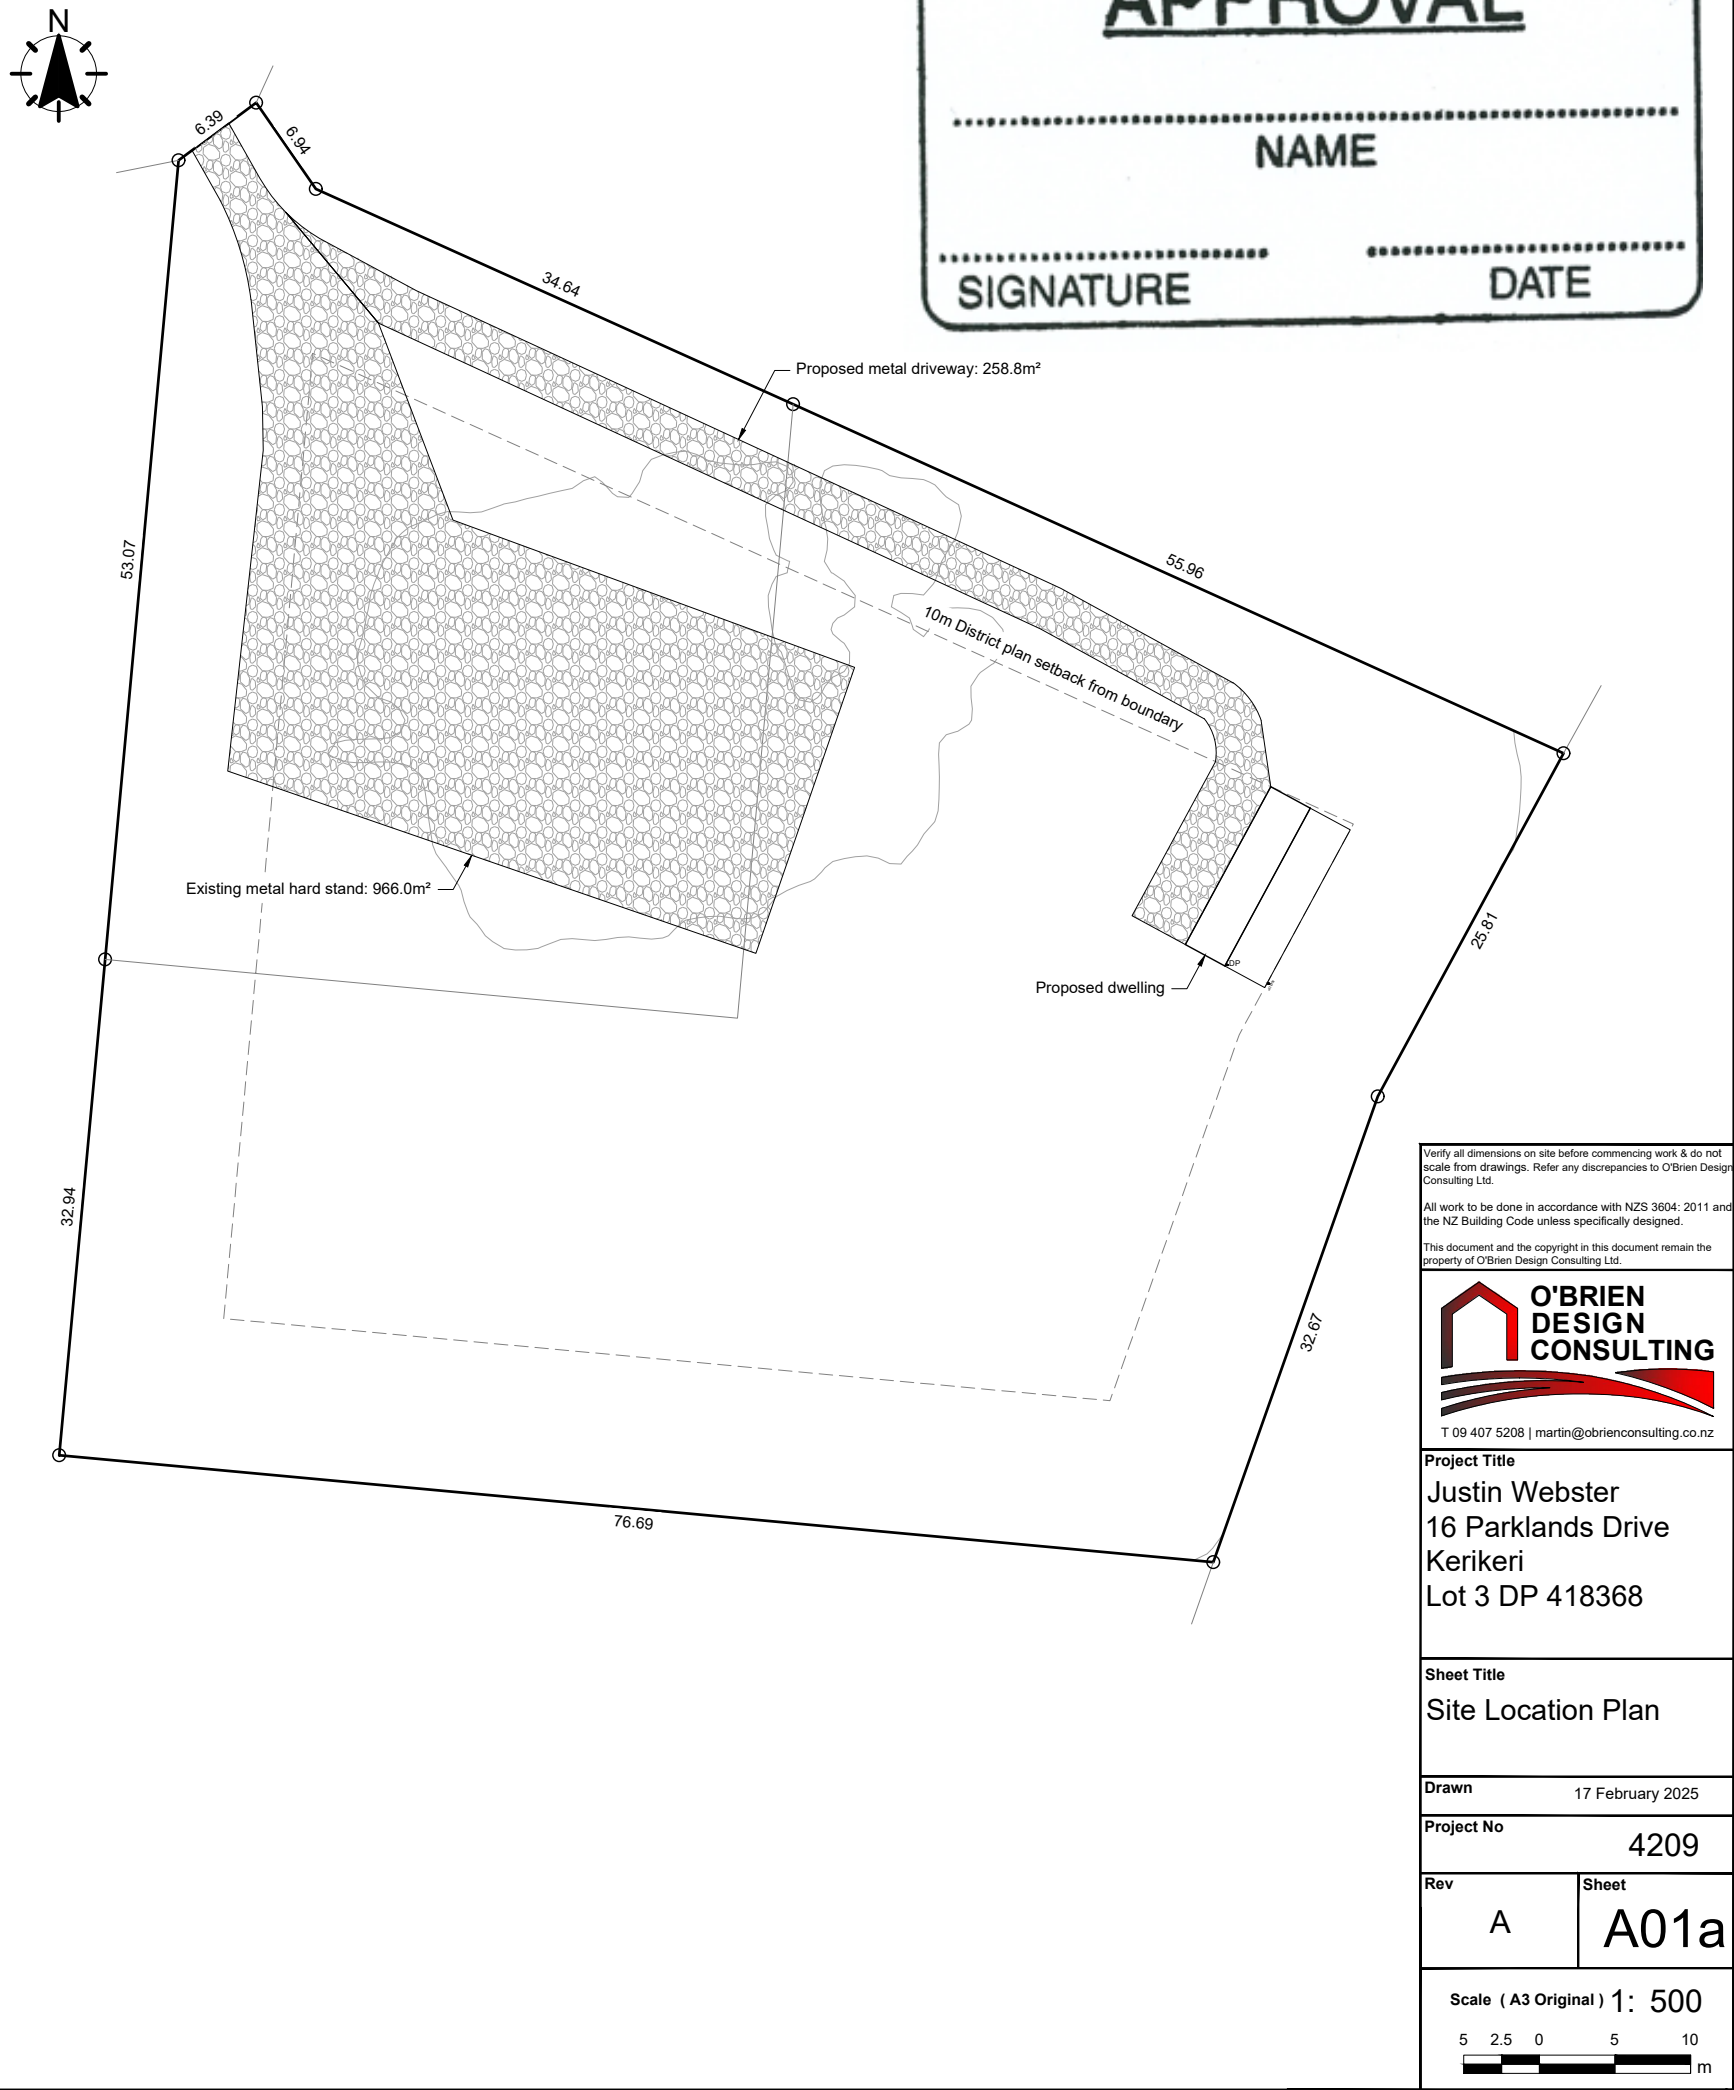 N
APPROVAL
NAME
SIGNATURE
DATE
6.39
6.94
34.64
Proposed metal driveway: 258.8m²
53.07
55.96
10m District plan setback from boundary
Existing metal hard stand: 966.0m²
DP
Proposed dwelling
25.81
32.94
32.67
76.69
Verify all dimensions on site before commencing work & do not
scale from drawings. Refer any discrepancies to O'Brien Design
Consulting Ltd.
All work to be done in accordance with NZS 3604: 2011 and
the NZ Building Code unless specifically designed.
This document and the copyright in this document remain the
property of O'Brien Design Consulting Ltd.
O'BRIEN
DESIGN
CONSULTING
T 09 407 5208 | martin@obrienconsulting.co.nz
Project Title
Justin Webster
16 Parklands Drive
Kerikeri
Lot 3 DP 418368
Sheet Title
Site Location Plan
Drawn 17 February 2025
Project No
4209
Rev Sheet
A A01a
Scale ( A3 Original ) 1: 500
5 2.5 0 5 10
m